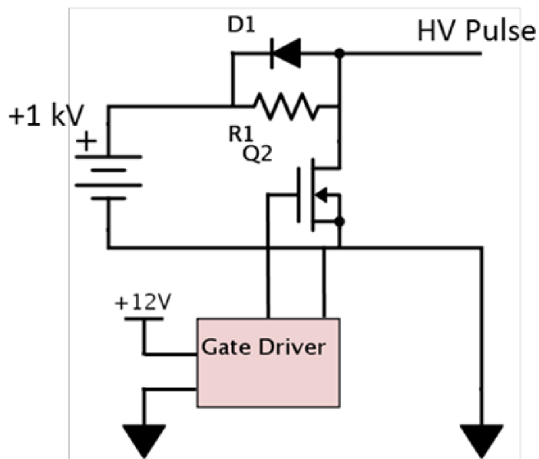 D1
HV Pulse
+1 kV
+
R1
Q2
+12V
Gate Driver